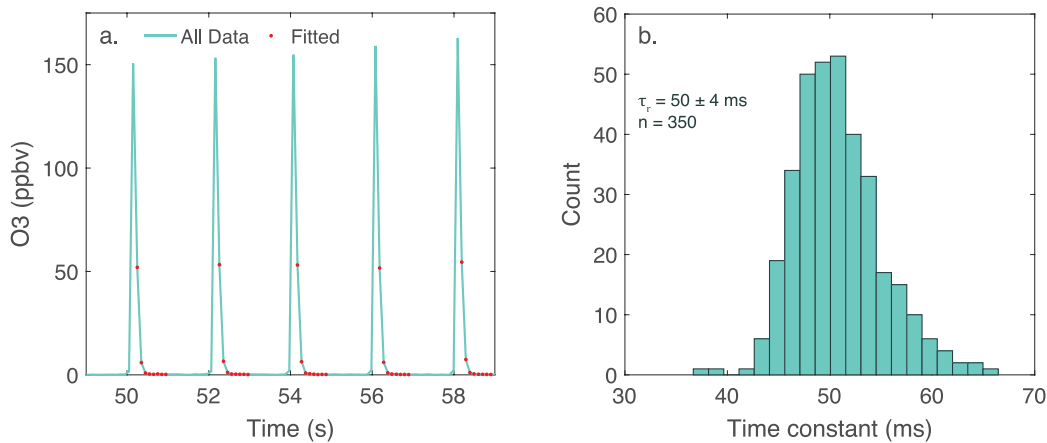 a. All Data Fitted
150
100
50
0
O3 (ppbv)
50 52 54 56 58
Time (s)
b.
60
50
40
30
20
10
0
Count
τr = 50 ± 4 ms
n = 350
30 40 50 60 70
Time constant (ms)